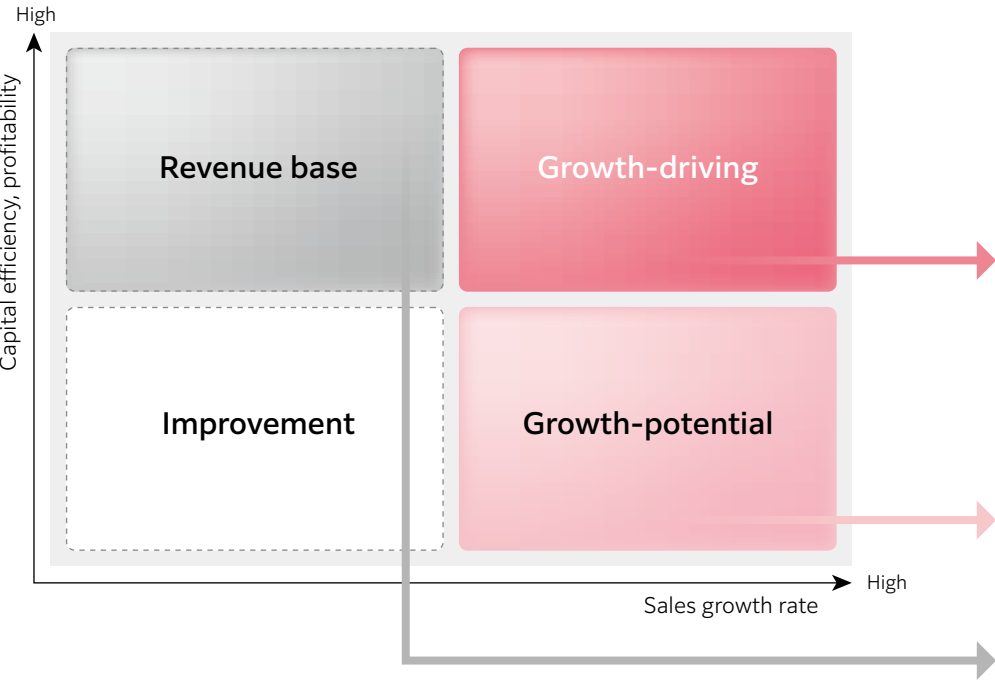 High
Capital efficiency, profitability
Revenue base
Growth-driving
Improvement
Growth-potential
High
Sales growth rate